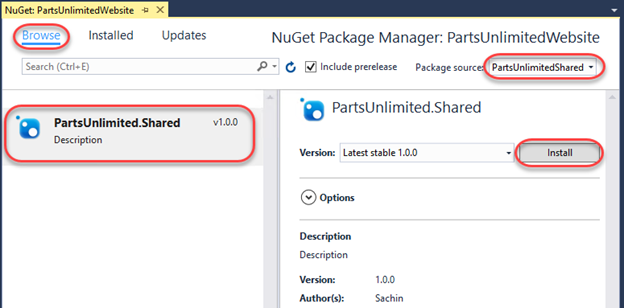 NuGet: PartsUnlimitedWebsite
Browse Installed Updates NuGet Package Manager: PartsUnlimitedWebsite
Search (Ctrl+E) Include prerelease Package source: PartsUnlimitedShared
PartsUnlimited.Shared v1.0.0
Description
PartsUnlimited.Shared
Version: Latest stable 1.0.0 Install
Options
Description
Description
Version: 1.0.0
Author(s): Sachin